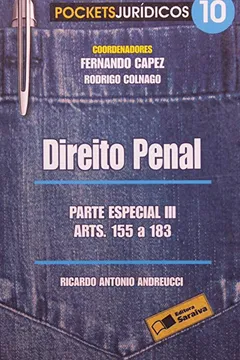 POCKETSJURÍDICOS 10
COORDENADORES
FERNANDO CAPEZ
RODRIGO COLNAGO
Direito Penal
PARTE ESPECIAL III
ARTS. 155 a 183
RICARDO ANTONIO ANDREUCCI
Editora
Saraiva